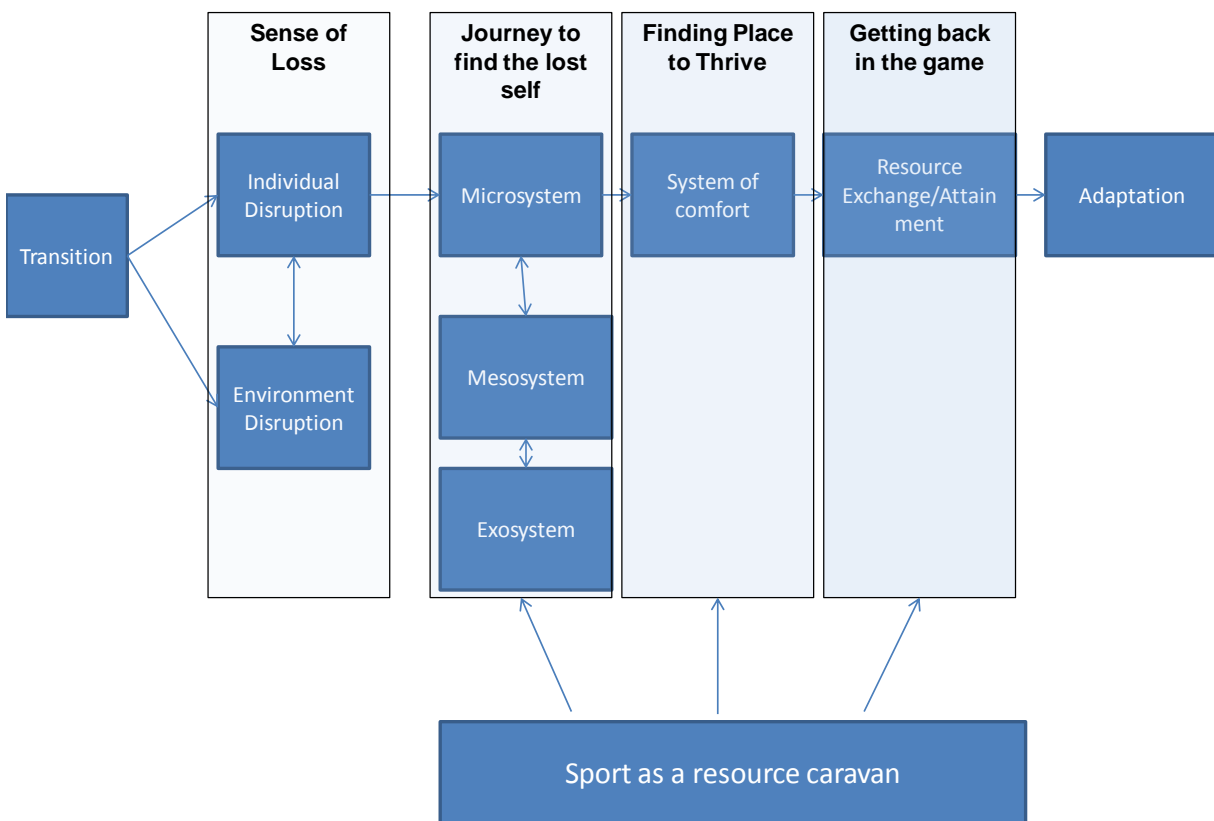 Sense of
Loss
Journey to
find the lost
self
Finding Place
to Thrive
Getting back
in the game
Transition
Individual
Disruption
Environment
Disruption
Microsystem
Mesosystem
Exosystem
System of
comfort
Resource
Exchange/Attain
ment
Adaptation
Sport as a resource caravan